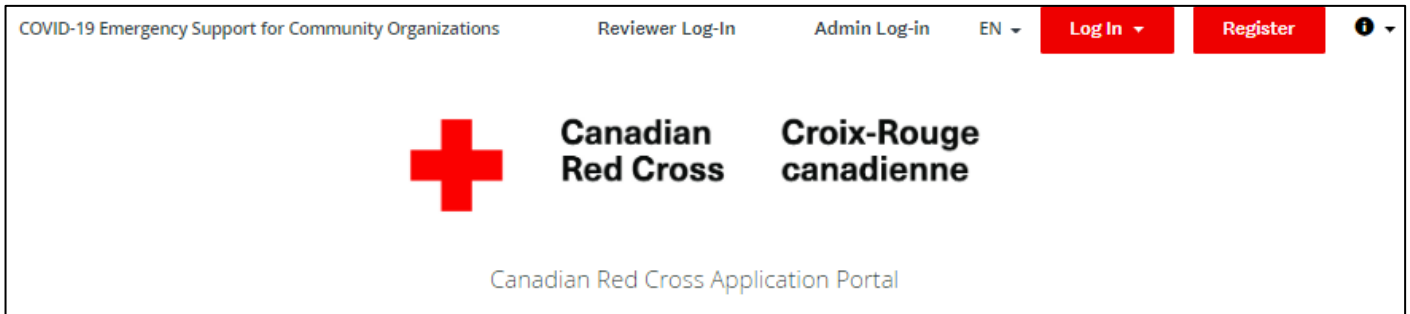 COVID-19 Emergency Support for Community Organizations Reviewer Log-In Admin Log-in EN Log In Register
Canadian Croix-Rouge
Red Cross canadienne
Canadian Red Cross Application Portal